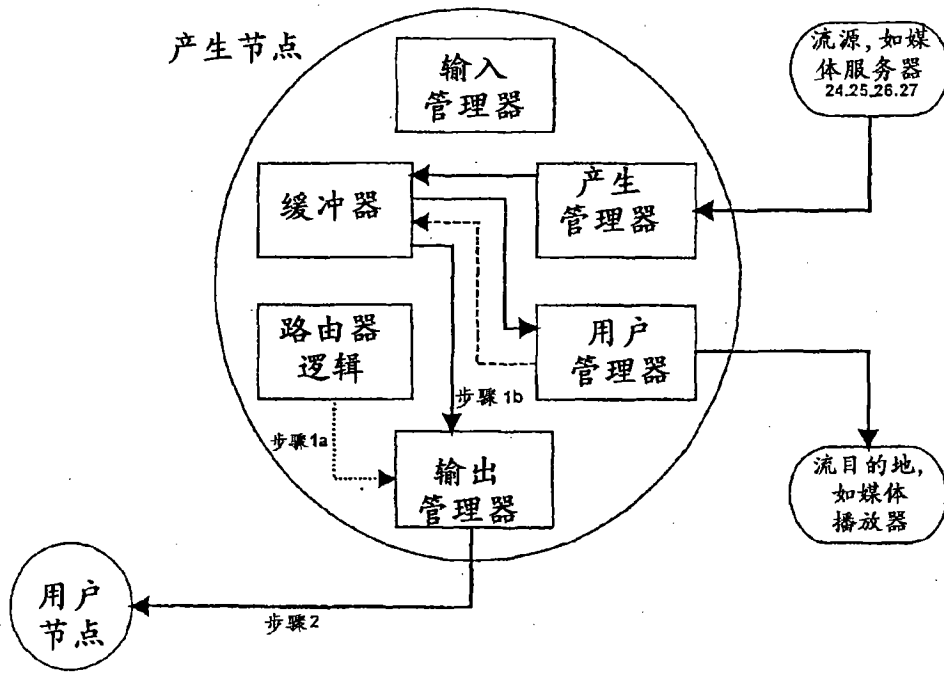 产生节点
输入
管理器
流源,如媒
体服务器
24.25.26.27
缓冲器
产生
管理器
路由器
逻辑
用户
管理器
步骤 1b
步骤1a
输出
管理器
流目的地,
如媒体
播放器
用户
节点
步骤2